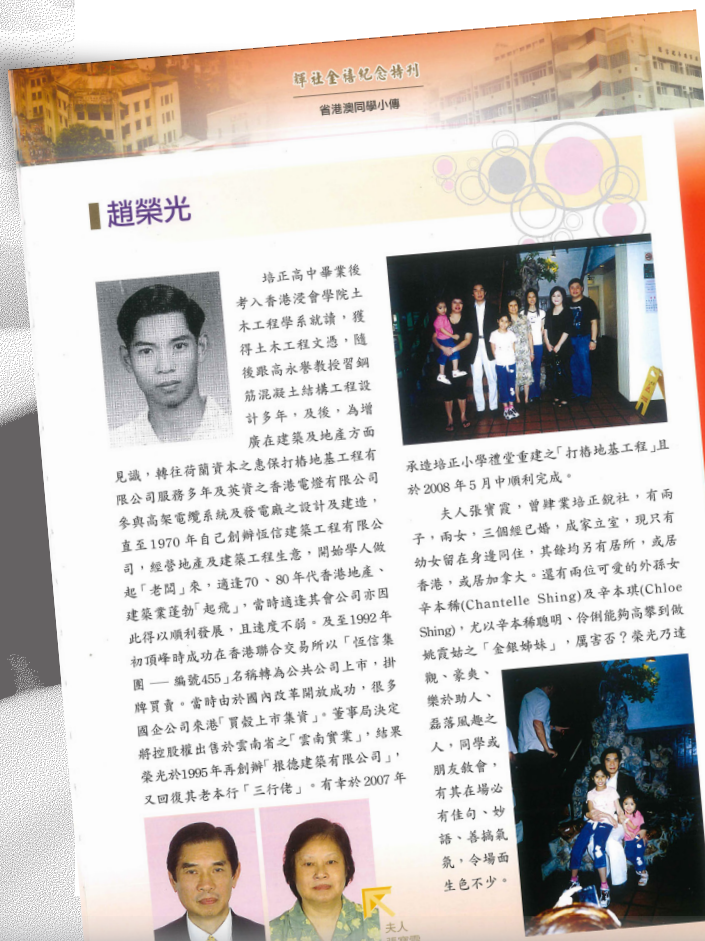 輝社金禧紀念特刊
省港澳同學小傳
趙榮光
培正高中畢業後
考入香港浸會學院土
木工程學系就讀,獲
得土木工程文憑,隨
後跟高永譽教授習鋼
筋混凝土結構工程設
計多年,及後,為增
廣在建築及地產方面
見識,轉往荷蘭資本之惠保打樁地基工程有
限公司服務多年及英資之香港電燈有限公司
參與高架電纜系統及發電廠之設計及建造,
直至1970年自己創辦恆信建築工程有限公
司,經營地產及建築工程生意,開始學人做
起「老闆」來,適逢70、80年代香港地產、
建築業蓬勃「起飛」,當時適逢其會公司亦因
此得以順利發展,且速度不弱。及至1992年
初頂峰時成功在香港聯合交易所以「恆信集
團 — 編號455」名稱轉為公共公司上市,掛
牌買賣。當時由於國內改革開放成功,很多
國企公司來港「買殼上市集資」。董事局決定
將控股權出售於雲南省之「雲南實業」,結果
榮光於1995年再創辦「根德建築有限公司」,
又回復其老本行「三行佬」。有幸於2007年
承造培正小學禮堂重建之「打樁地基工程」且
於2008年5月中順利完成。
夫人張寶霞,曾肄業培正銳社,有兩
子,兩女,三個經已婚,成家立室,現只有
幼女留在身邊同住,其餘均另有居所,或居
香港,或居加拿大。還有兩位可愛的外孫女
辛本稀(Chantelle Shing)及辛本琪(Chloe
Shing),尤以辛本稀聰明、伶俐能夠高攀到做
姚霞姑之「金銀姊妹」,厲害否?榮光乃達
觀、豪爽、
樂於助人、
磊落風趣之
人,同學或
朋友敘會,
有其在場必
有佳句、妙
語、善搞氣
氛,令場面
生色不少。
夫人